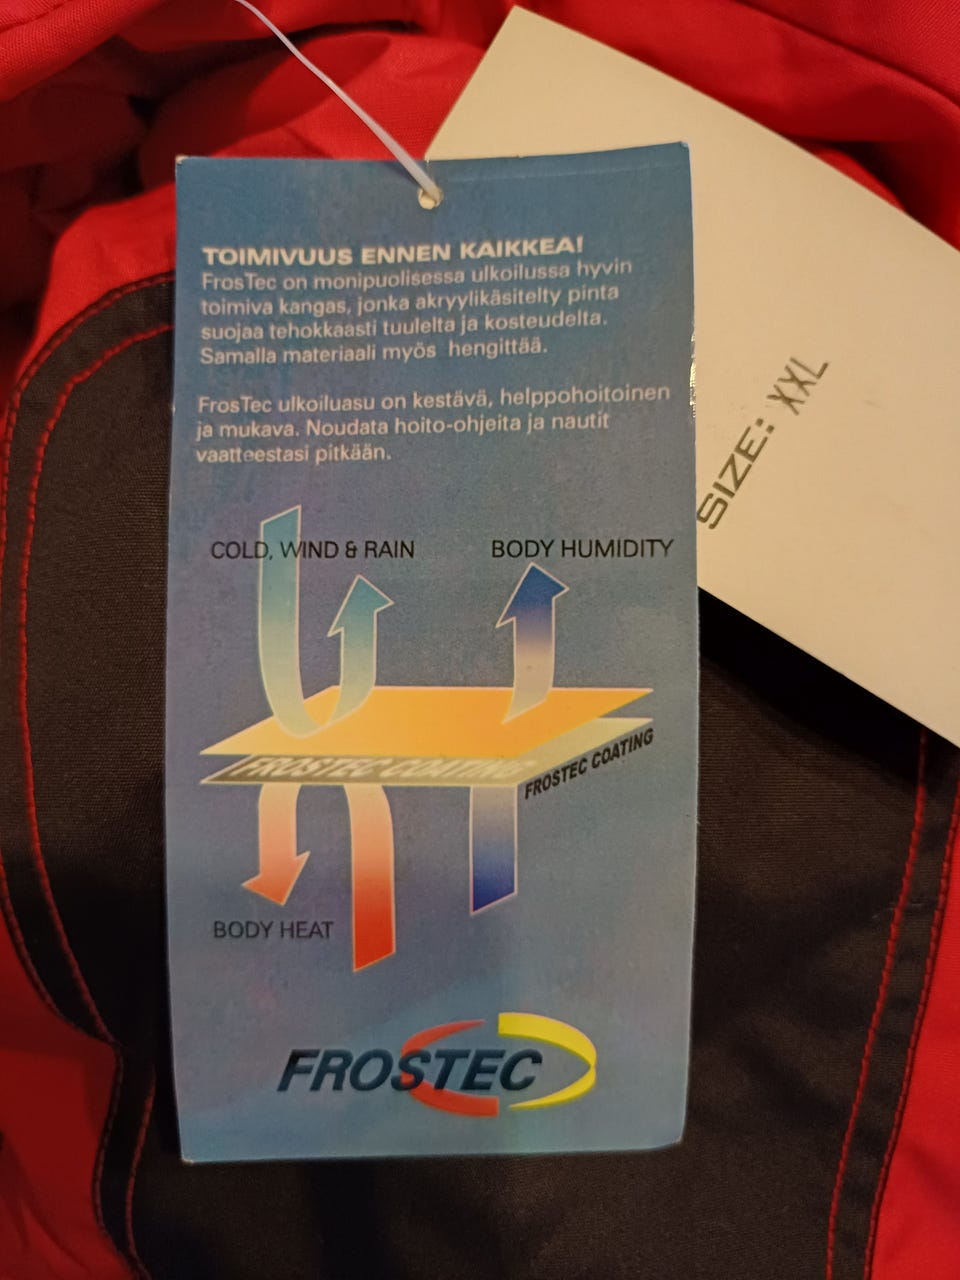 TOIMIVUUS ENNEN KAIKKEA!
FrosTec on monipuolisessa ulkoilussa hyvin
toimiva kangas, jonka akryylikäsitelty pinta
suojaa tehokkaasti tuulelta ja kosteudelta.
Samalla materiaali myös hengittää.
FrosTec ulkoiluasu on kestävä, helppohoitoinen
ja mukava. Noudata hoito-ohjeita ja nautit
vaatteestasi pitkään.
SIZE: XXL
COLD, WIND & RAIN
BODY HUMIDITY
FROSTEC COATING
FROSTEC COATING
BODY HEAT
FROSTEC